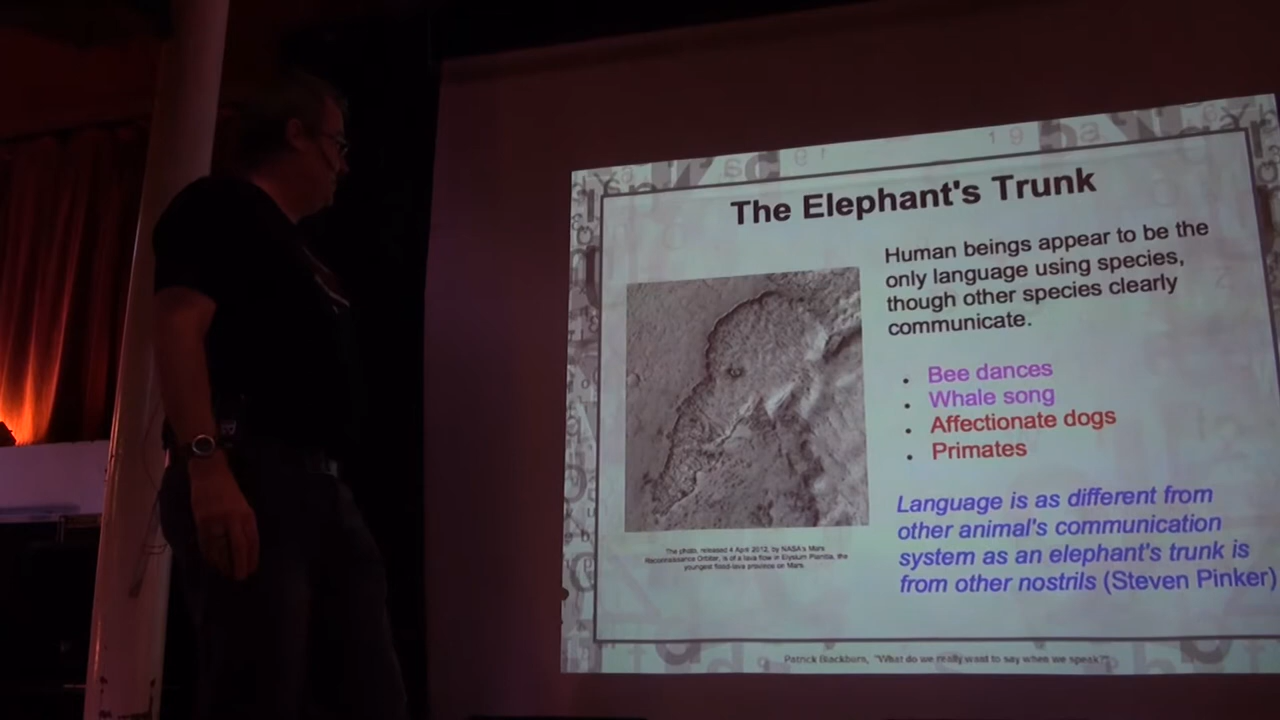 The Elephant's Trunk
Human beings appear to be the
only language using species,
though other species clearly
communicate.
• Bee dances
• Whale song
• Affectionate dogs
• Primates
Language is as different from
other animal's communication
system as an elephant's trunk is
from other nostrils (Steven Pinker)
The photo, released 4 April 2012, by NASA's Mars
Reconnaissance Orbiter, is of a lava flow in Elysium Planitia, the
youngest flood-lava province on Mars.
Patrick Blackburn, "What do we really want to say when we speak?"